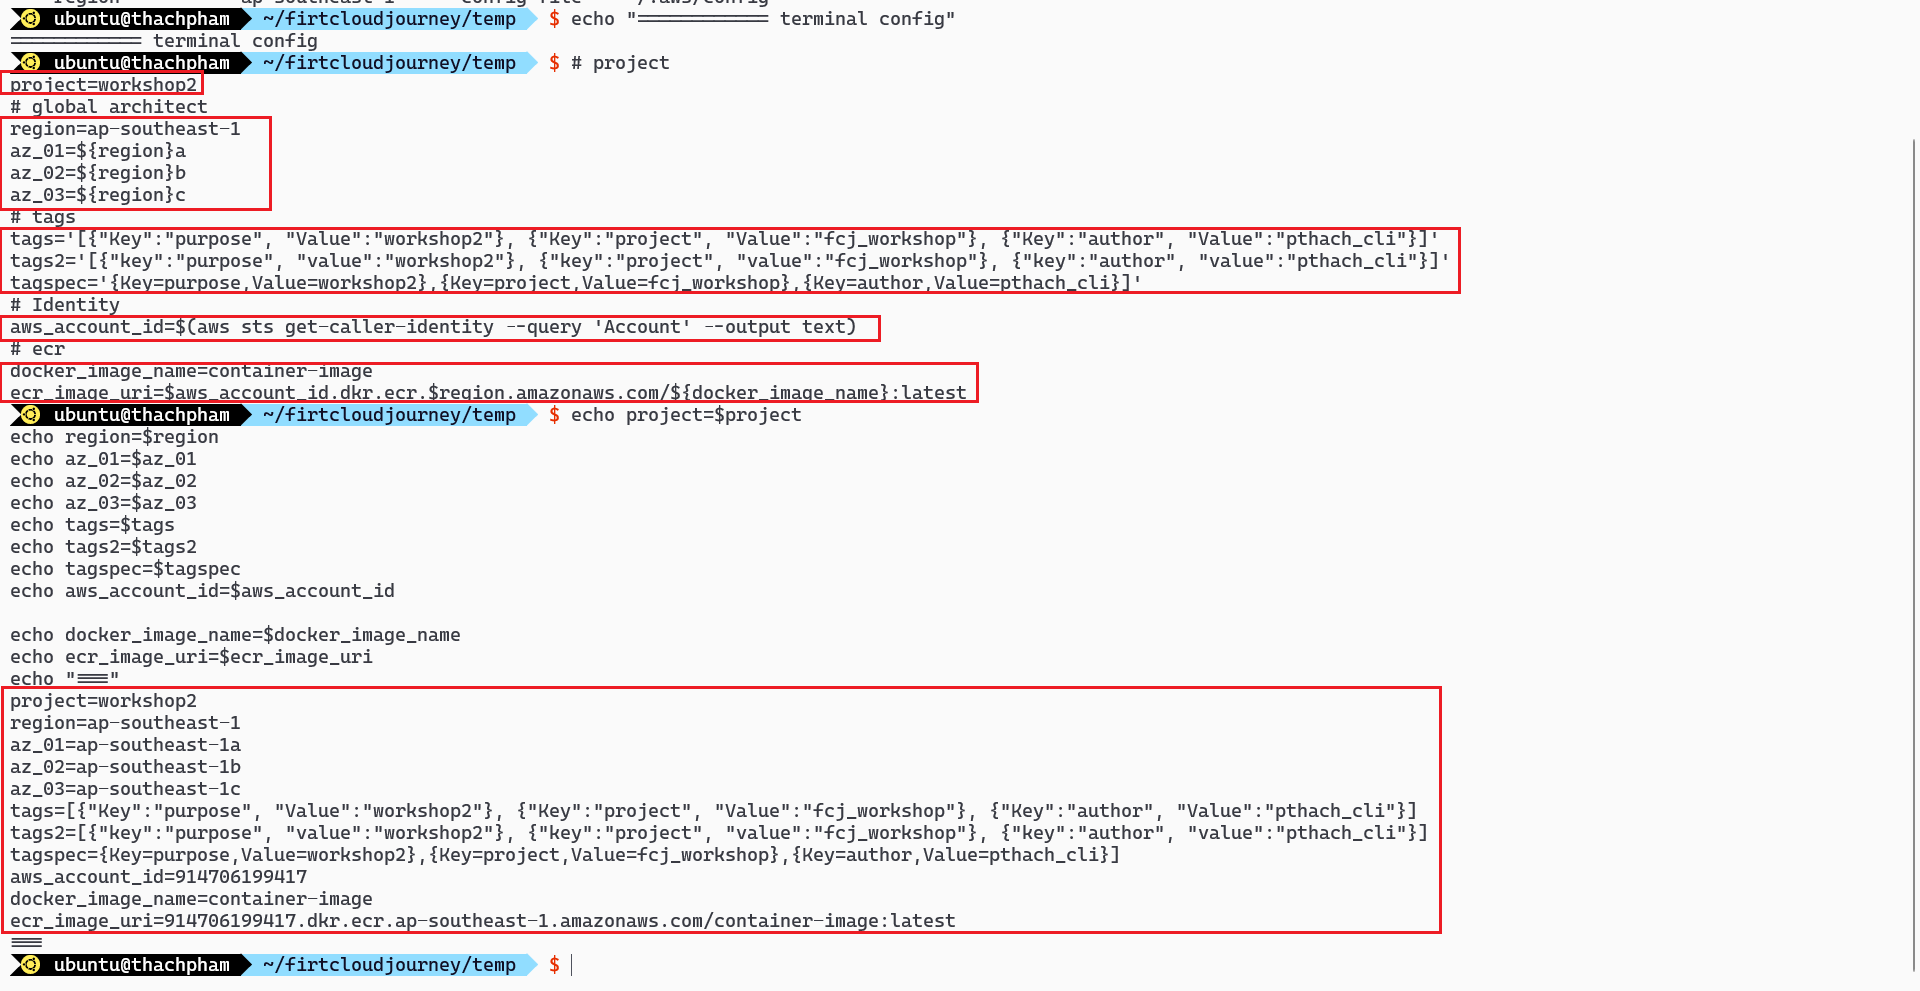 ubuntu@thachpham ~/firtcloudjourney/temp $ echo "============ terminal config"
============ terminal config
ubuntu@thachpham ~/firtcloudjourney/temp $ # project
project=workshop2
# global architect
region=ap-southeast-1
az_01=${region}a
az_02=${region}b
az_03=${region}c
# tags
tags='[{"Key":"purpose", "Value":"workshop2"}, {"Key":"project", "Value":"fcj_workshop"}, {"Key":"author", "Value":"pthach_cli"}]'
tags2='[{"key":"purpose", "value":"workshop2"}, {"key":"project", "value":"fcj_workshop"}, {"key":"author", "value":"pthach_cli"}]'
tagspec='{Key=purpose,Value=workshop2},{Key=project,Value=fcj_workshop},{Key=author,Value=pthach_cli}]'
# Identity
aws_account_id=$(aws sts get-caller-identity --query 'Account' --output text)
# ecr
docker_image_name=container-image
ecr_image_uri=$aws_account_id.dkr.ecr.$region.amazonaws.com/${docker_image_name}:latest
ubuntu@thachpham ~/firtcloudjourney/temp $ echo project=$project
echo region=$region
echo az_01=$az_01
echo az_02=$az_02
echo az_03=$az_03
echo tags=$tags
echo tags2=$tags2
echo tagspec=$tagspec
echo aws_account_id=$aws_account_id
echo docker_image_name=$docker_image_name
echo ecr_image_uri=$ecr_image_uri
echo "==="
project=workshop2
region=ap-southeast-1
az_01=ap-southeast-1a
az_02=ap-southeast-1b
az_03=ap-southeast-1c
tags=[{"Key":"purpose", "Value":"workshop2"}, {"Key":"project", "Value":"fcj_workshop"}, {"Key":"author", "Value":"pthach_cli"}]
tags2=[{"key":"purpose", "value":"workshop2"}, {"key":"project", "value":"fcj_workshop"}, {"key":"author", "value":"pthach_cli"}]
tagspec={Key=purpose,Value=workshop2},{Key=project,Value=fcj_workshop},{Key=author,Value=pthach_cli}]
aws_account_id=914706199417
docker_image_name=container-image
ecr_image_uri=914706199417.dkr.ecr.ap-southeast-1.amazonaws.com/container-image:latest
===
ubuntu@thachpham ~/firtcloudjourney/temp $